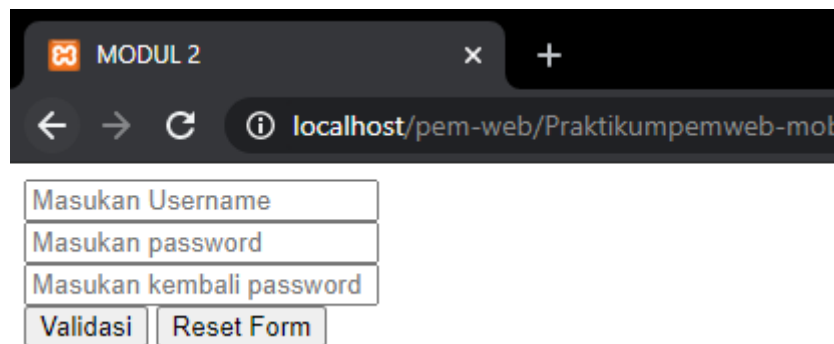 MODUL 2
localhost/pem-web/Praktikumpemweb-mob
Masukan Username
Masukan password
Masukan kembali password
Validasi Reset Form